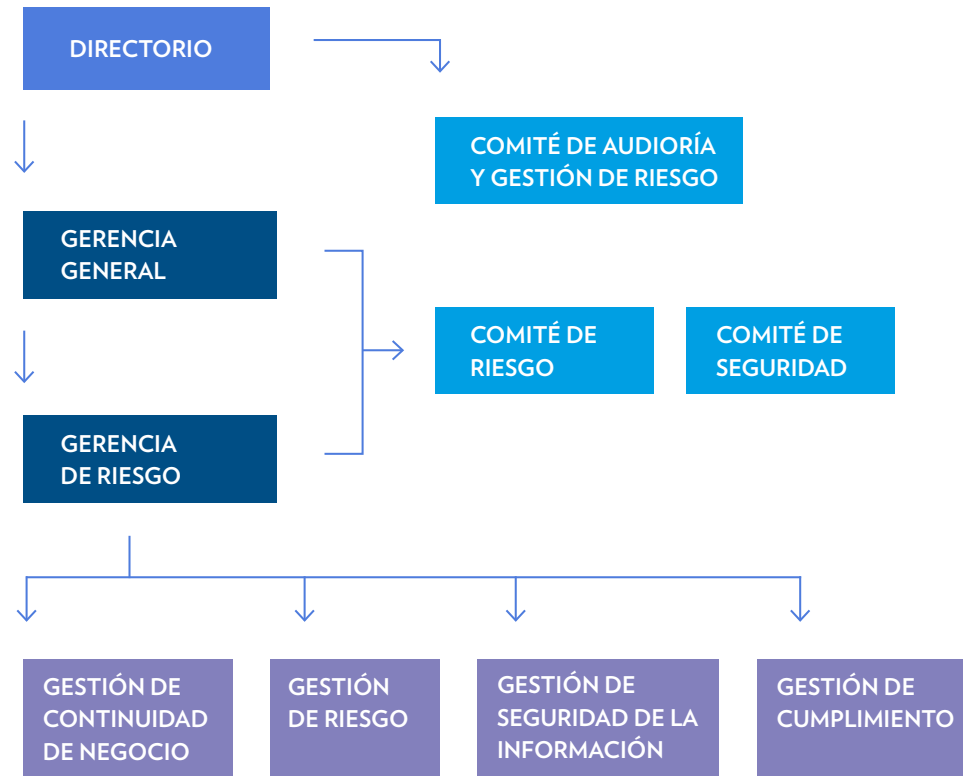 DIRECTORIO
COMITÉ DE AUDIORÍA
Y GESTIÓN DE RIESGO
GERENCIA
GENERAL
COMITÉ DE
RIESGO
COMITÉ DE
SEGURIDAD
GERENCIA
DE RIESGO
GESTIÓN DE
CONTINUIDAD
DE NEGOCIO
GESTIÓN
DE RIESGO
GESTIÓN DE
SEGURIDAD DE LA
INFORMACIÓN
GESTIÓN DE
CUMPLIMIENTO